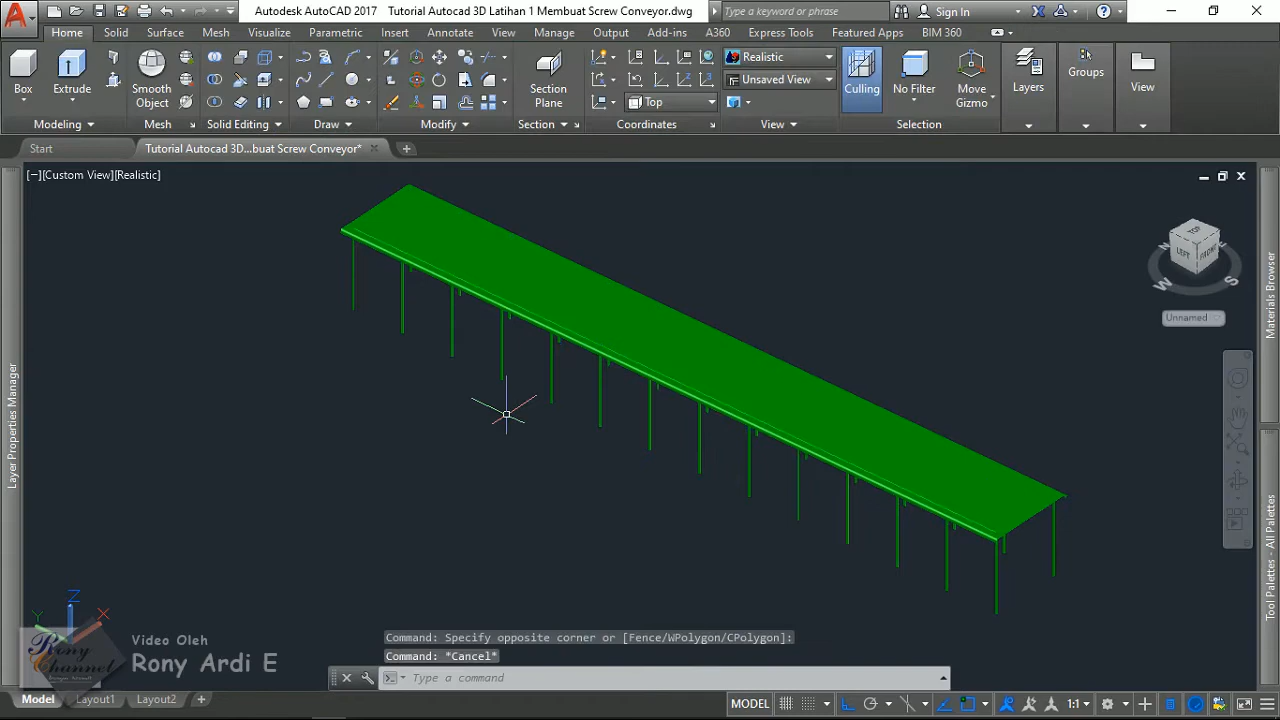 Autodesk AutoCAD 2017 Tutorial Autocad 3D Latihan 1 Membuat Screw Conveyor.dwg
Type a keyword or phrase
Sign In
Home Solid Surface Mesh Visualize Parametric Insert Annotate View Manage Output Add-ins A360 Express Tools Featured Apps BIM 360
Realistic
Unsaved View
Top
Box Extrude Smooth Object Section Plane Culling No Filter Move Gizmo Layers Groups View
Modeling Mesh Solid Editing Draw Modify Section Coordinates View Selection
Start Tutorial Autocad 3D...buat Screw Conveyor*
[−][Custom View][Realistic]
TOP
LEFT FRONT
N E
W S
Unnamed
Layer Properties Manager
Materials Browser
Tool Palettes - All Palettes
Z
Y X
Video Oleh
Rony Ardi E
Rony
Channel
Command: Specify opposite corner or [Fence/WPolygon/CPolygon]:
Command: *Cancel*
Type a command
Model Layout1 Layout2 +
MODEL 1:1